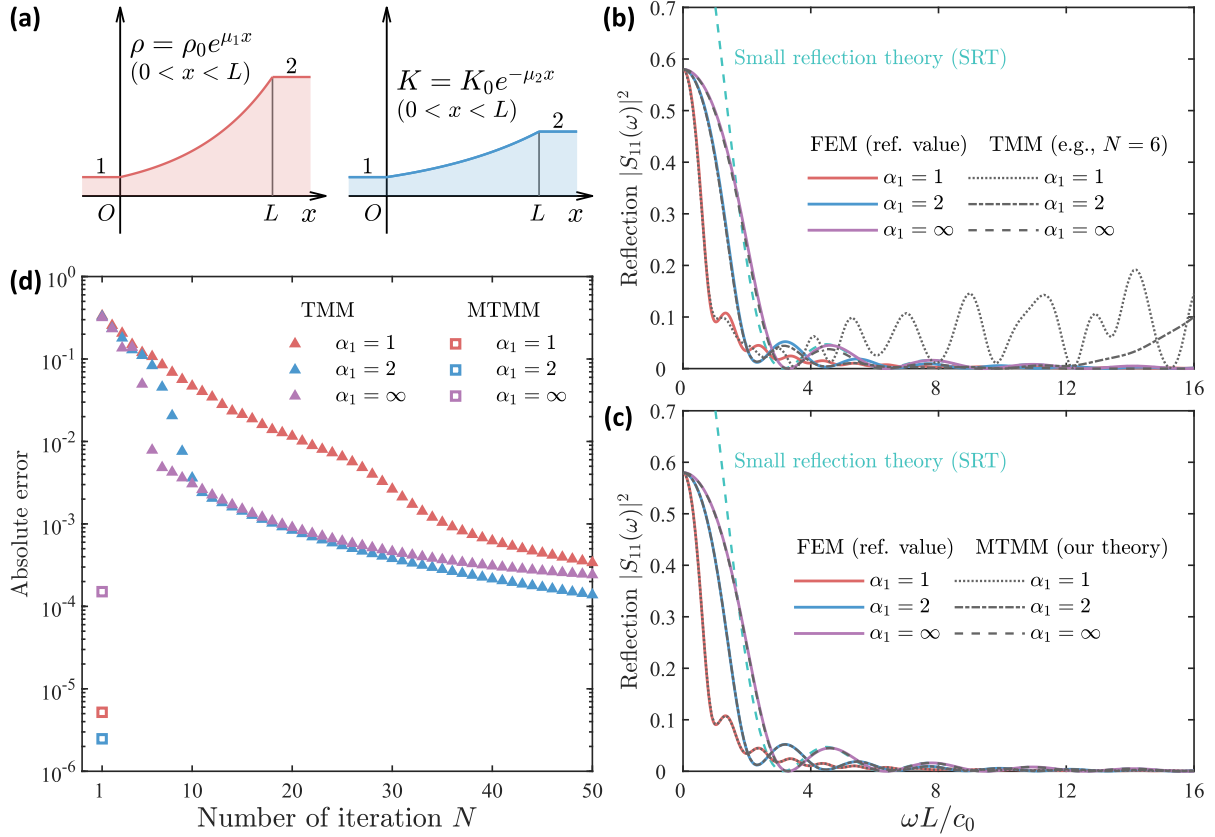 (a)
ρ = ρ₀e^{μ₁x}
(0 < x < L)
1
2
O
L
x
K = K₀e^{−μ₂x}
(0 < x < L)
1
2
O
L
x
(b)
Reflection |S₁₁(ω)|²
0.7
0.6
0.5
0.4
0.3
0.2
0.1
0
Small reflection theory (SRT)
FEM (ref. value)
TMM (e.g., N = 6)
α₁ = 1
α₁ = 1
α₁ = 2
α₁ = 2
α₁ = ∞
α₁ = ∞
0
4
8
12
16
(c)
Reflection |S₁₁(ω)|²
0.7
0.6
0.5
0.4
0.3
0.2
0.1
0
Small reflection theory (SRT)
FEM (ref. value)
MTMM (our theory)
α₁ = 1
α₁ = 1
α₁ = 2
α₁ = 2
α₁ = ∞
α₁ = ∞
0
4
8
12
16
ωL/c₀
(d)
Absolute error
10⁰
10⁻¹
10⁻²
10⁻³
10⁻⁴
10⁻⁵
10⁻⁶
TMM
MTMM
α₁ = 1
α₁ = 1
α₁ = 2
α₁ = 2
α₁ = ∞
α₁ = ∞
1
10
20
30
40
50
Number of iteration N